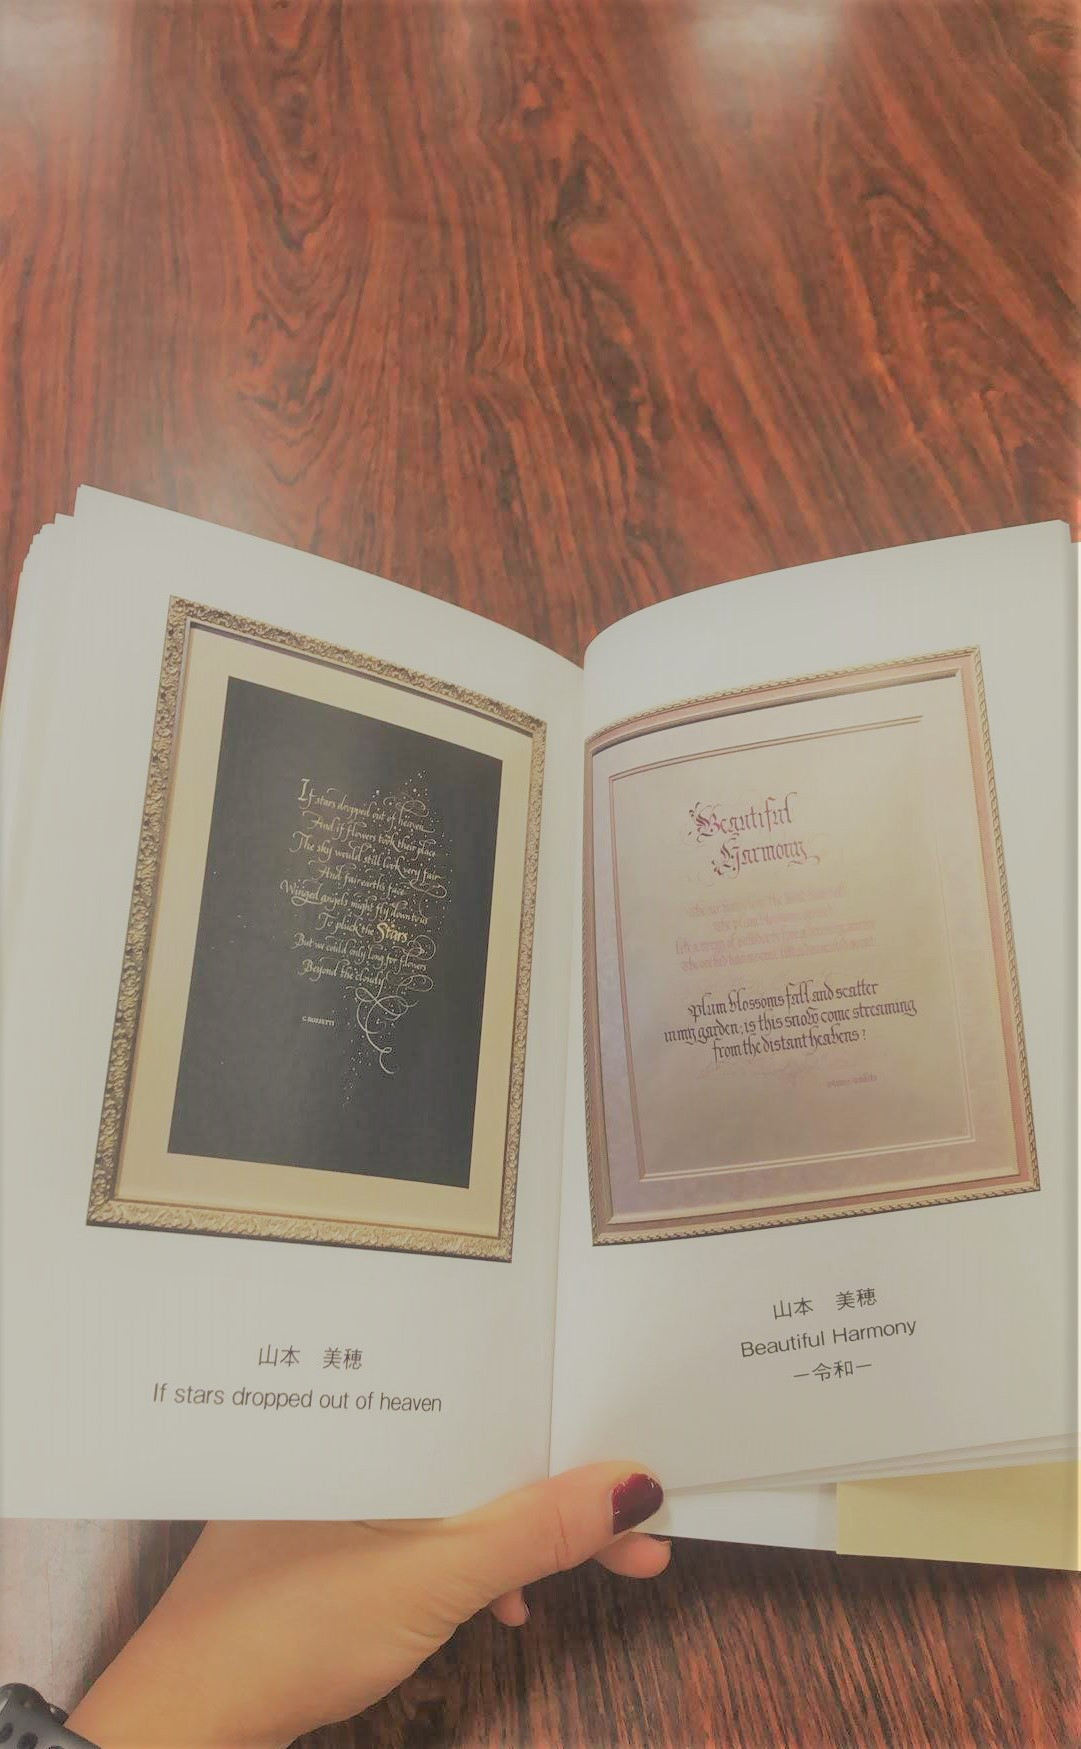 If stars dropped out of heaven
And if flowers took their place
The sky would still look very fair
And fair earth's face
Winged angels might fly down to us
To pluck the Stars
But we could only long for flowers
Beyond the clouds
C. ROSSETTI
山本　美穂
If stars dropped out of heaven
Beautiful
Harmony
plum blossoms fall and scatter
in my garden; is this snow come streaming
from the distant heavens?
山本　美穂
Beautiful Harmony
―令和―